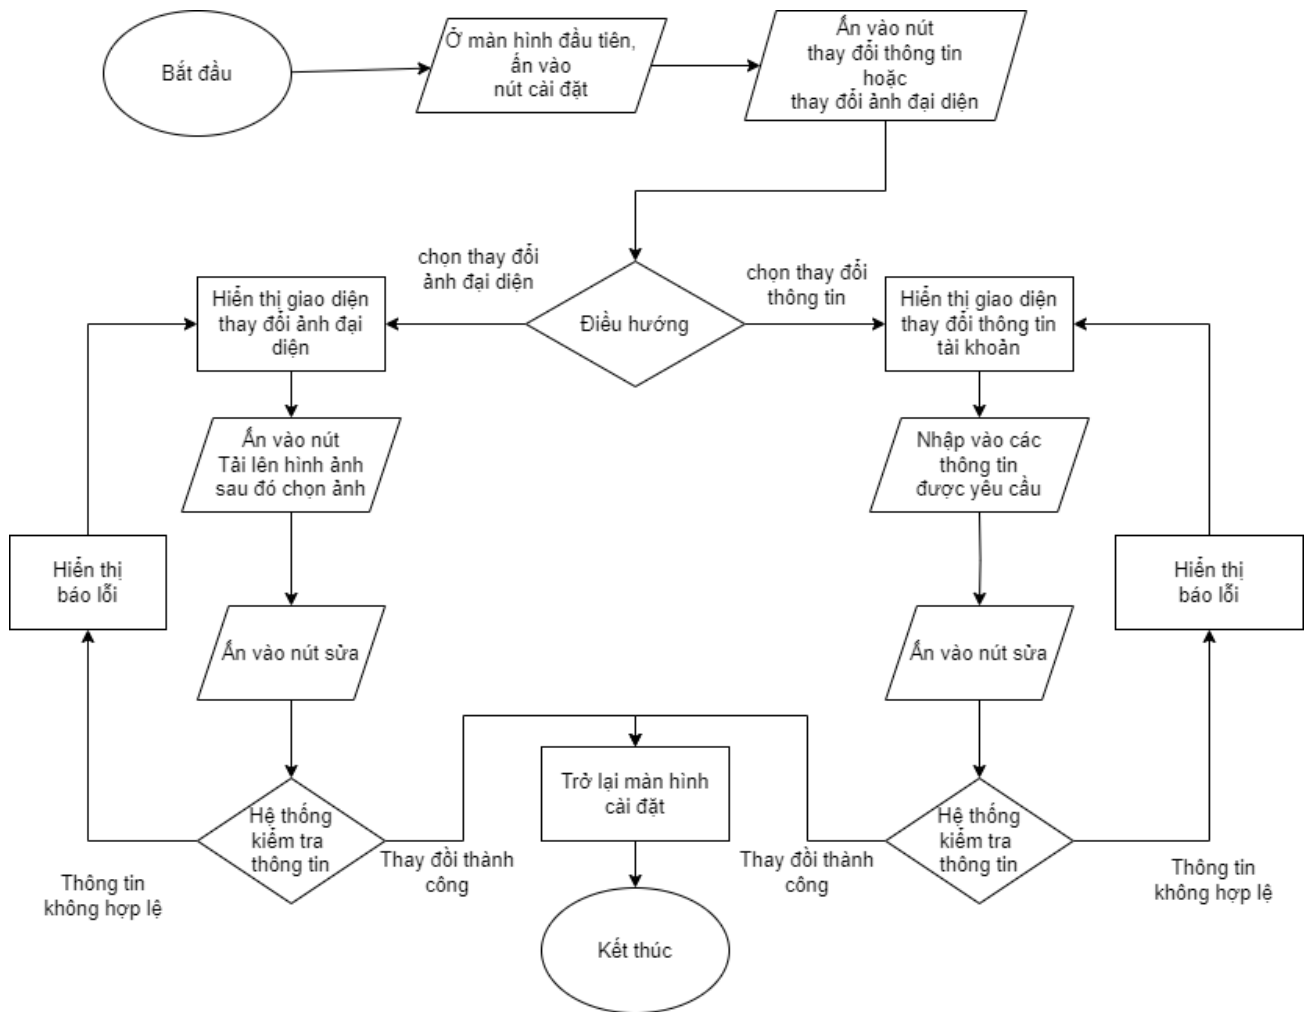 Bắt đầu
Ở màn hình đầu tiên,
ấn vào
nút cài đặt
Ấn vào nút
thay đổi thông tin
hoặc
thay đổi ảnh đại diện
chọn thay đổi
ảnh đại diện
chọn thay đổi
thông tin
Hiển thị giao diện
thay đổi ảnh đại
diện
Điều hướng
Hiển thị giao diện
thay đổi thông tin
tài khoản
Ấn vào nút
Tải lên hình ảnh
sau đó chọn ảnh
Nhập vào các
thông tin
được yêu cầu
Hiển thị
báo lỗi
Hiển thị
báo lỗi
Ấn vào nút sửa
Ấn vào nút sửa
Trở lại màn hình
cài đặt
Hệ thống
kiểm tra
thông tin
Hệ thống
kiểm tra
thông tin
Thay đồi thành
công
Thay đồi thành
công
Thông tin
không hợp lệ
Thông tin
không hợp lệ
Kết thúc